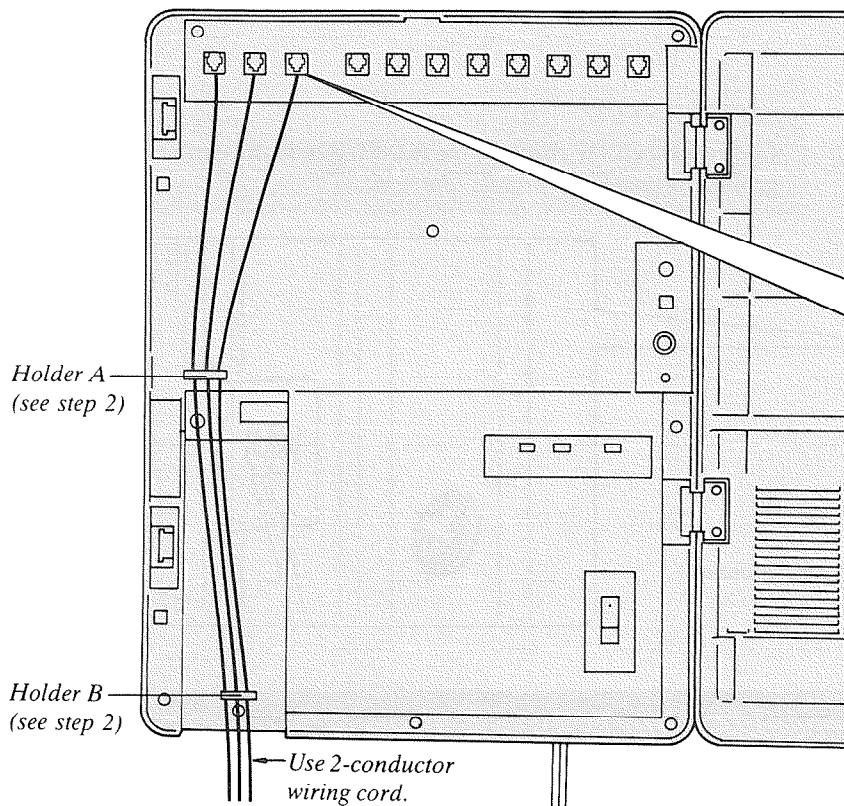 Holder A
(see step 2)
Holder B
(see step 2)
Use 2-conductor
wiring cord.